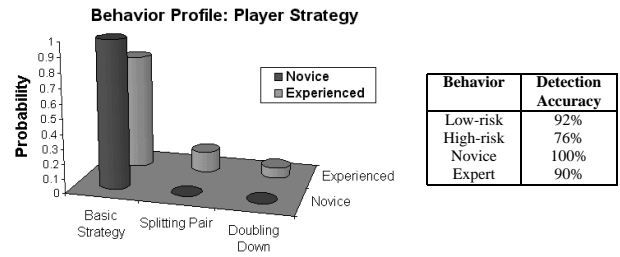 Behavior Profile: Player Strategy
Probability
1
0.9
0.8
0.7
0.6
0.5
0.4
0.3
0.2
0.1
0
Novice
Experienced
Experienced
Novice
Basic
Strategy
Splitting Pair
Doubling
Down
Behavior Detection
Accuracy
Low-risk 92%
High-risk 76%
Novice 100%
Expert 90%